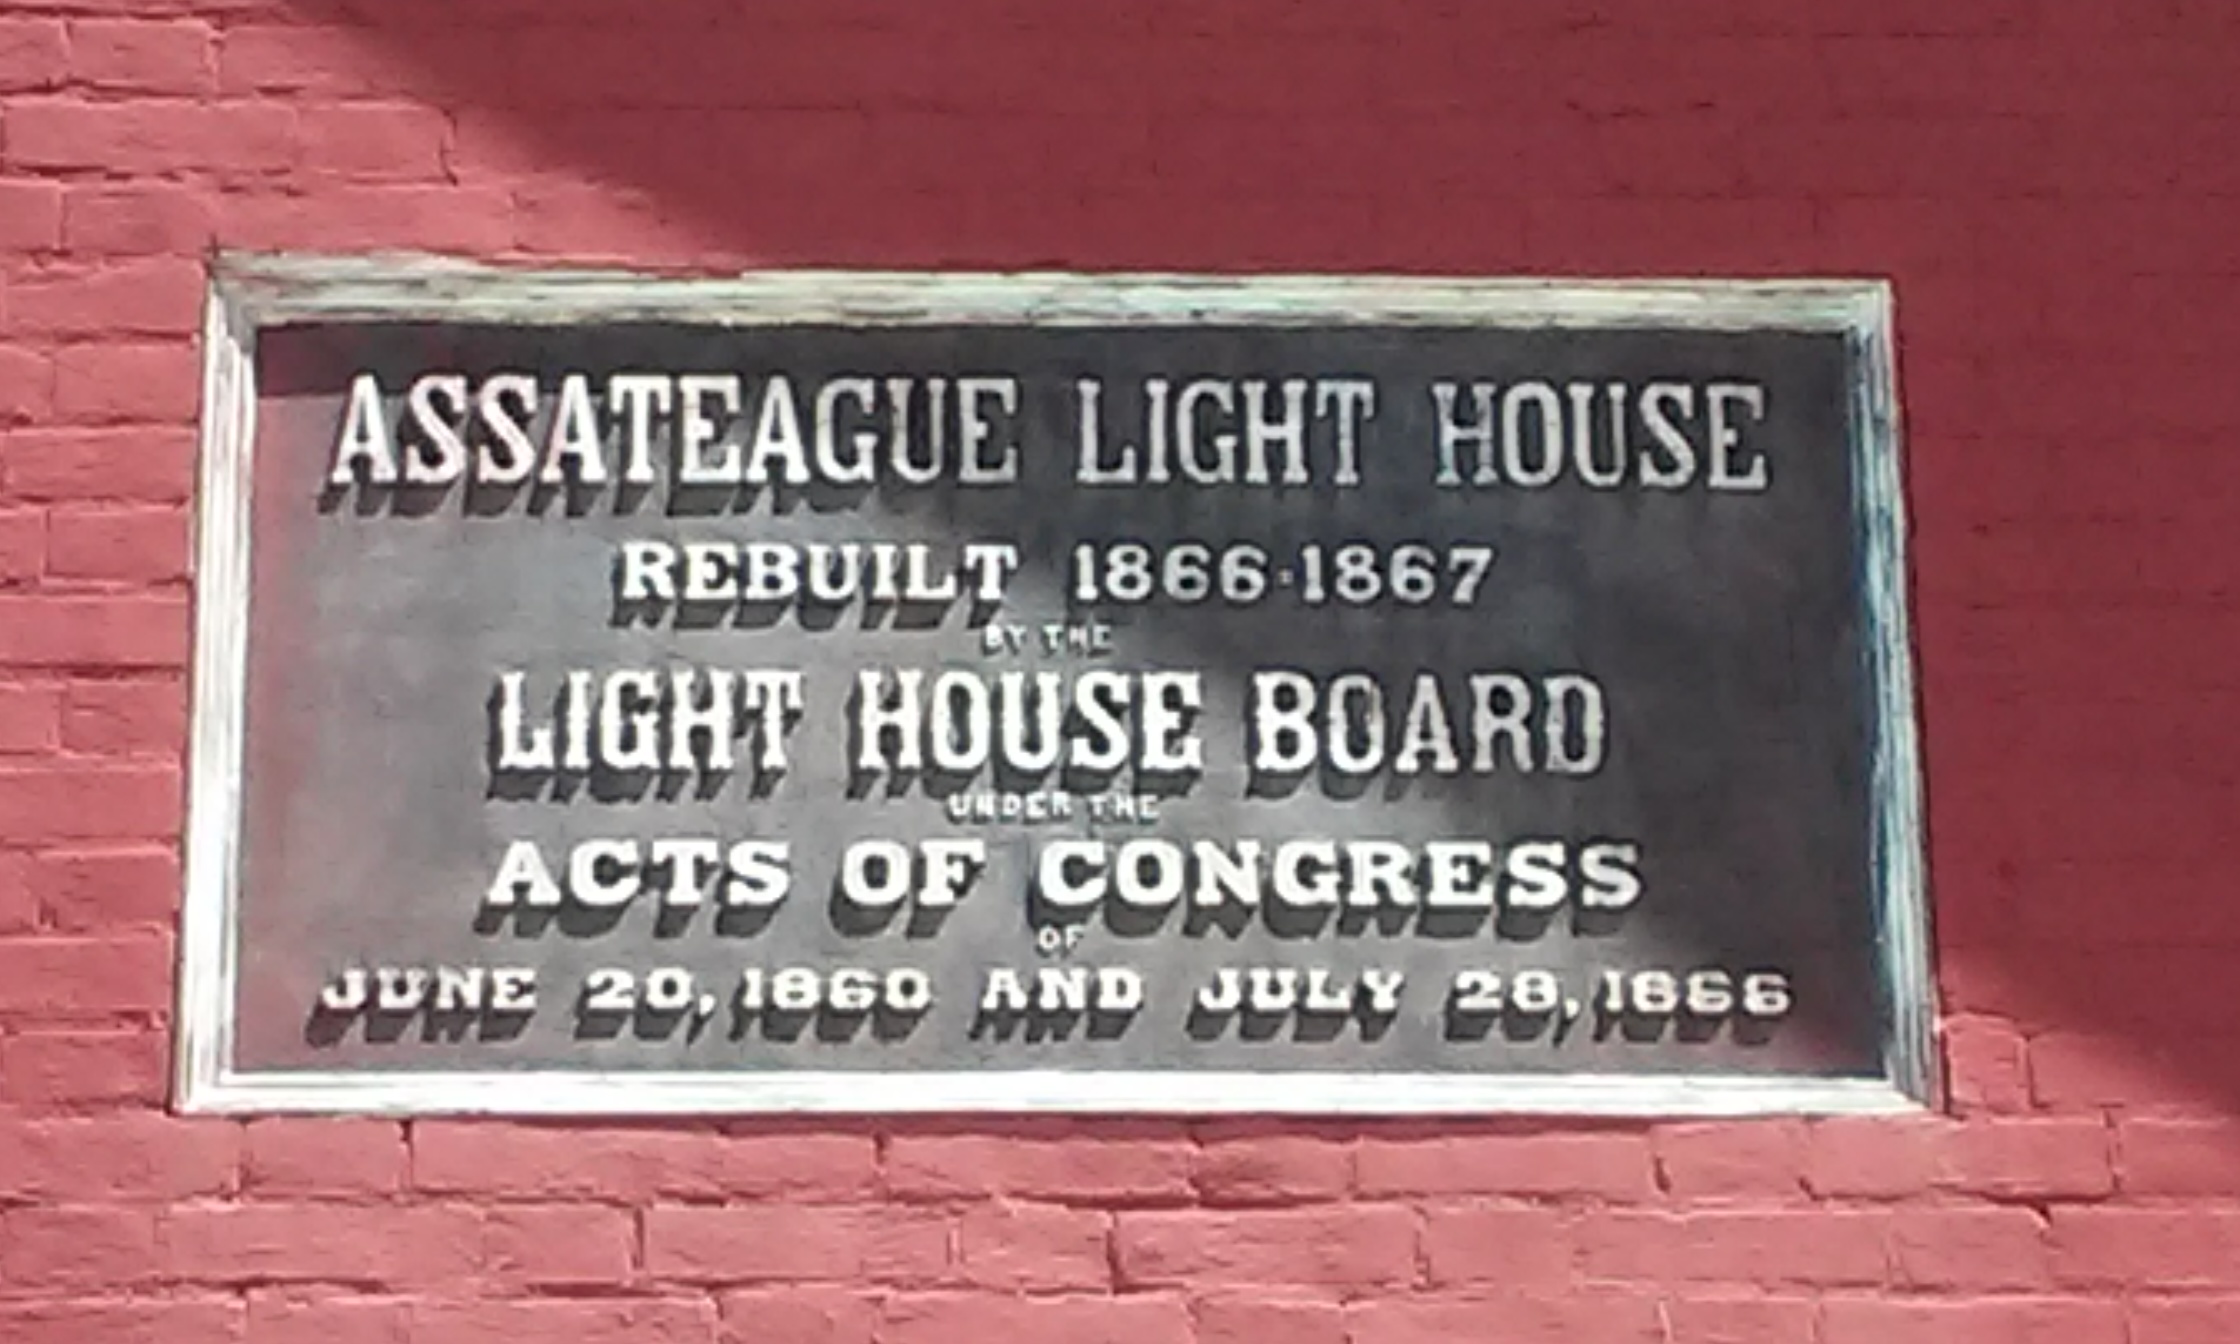 ASSATEAGUE LIGHT HOUSE
REBUILT 1866-1867
BY THE
LIGHT HOUSE BOARD
UNDER THE
ACTS OF CONGRESS
OF
JUNE 20, 1860 AND JULY 28, 1866